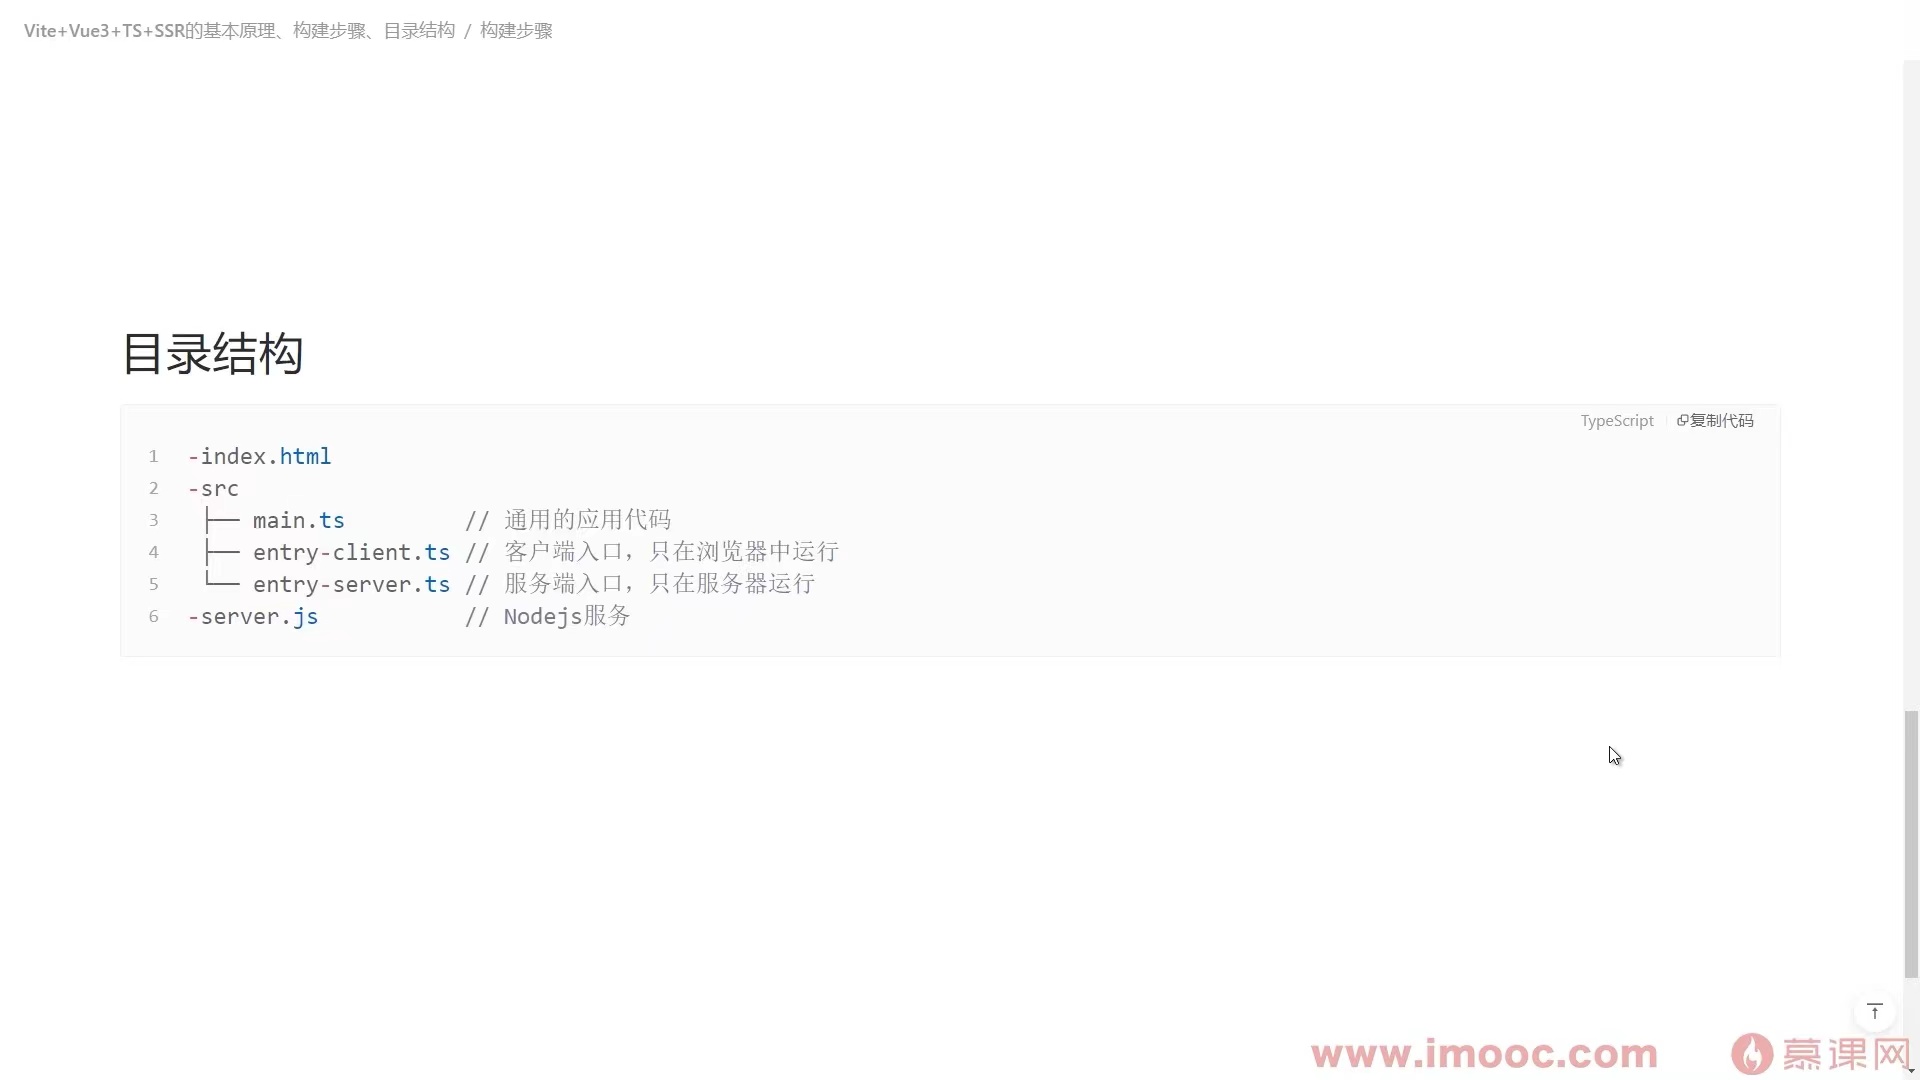 Vite+Vue3+TS+SSR的基本原理、构建步骤、目录结构 / 构建步骤
目录结构
TypeScript 复制代码
1 -index.html
2 -src
3 ├── main.ts // 通用的应用代码
4 ├── entry-client.ts // 客户端入口，只在浏览器中运行
5 └── entry-server.ts // 服务端入口，只在服务器运行
6 -server.js // Nodejs服务
www.imooc.com 慕课网